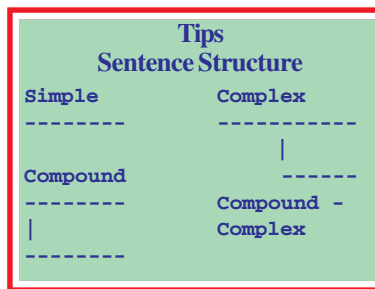 Tips
Sentence Structure
Simple
--------
Compound
--------
|
--------
Complex
-----------
|
------
Compound -
Complex